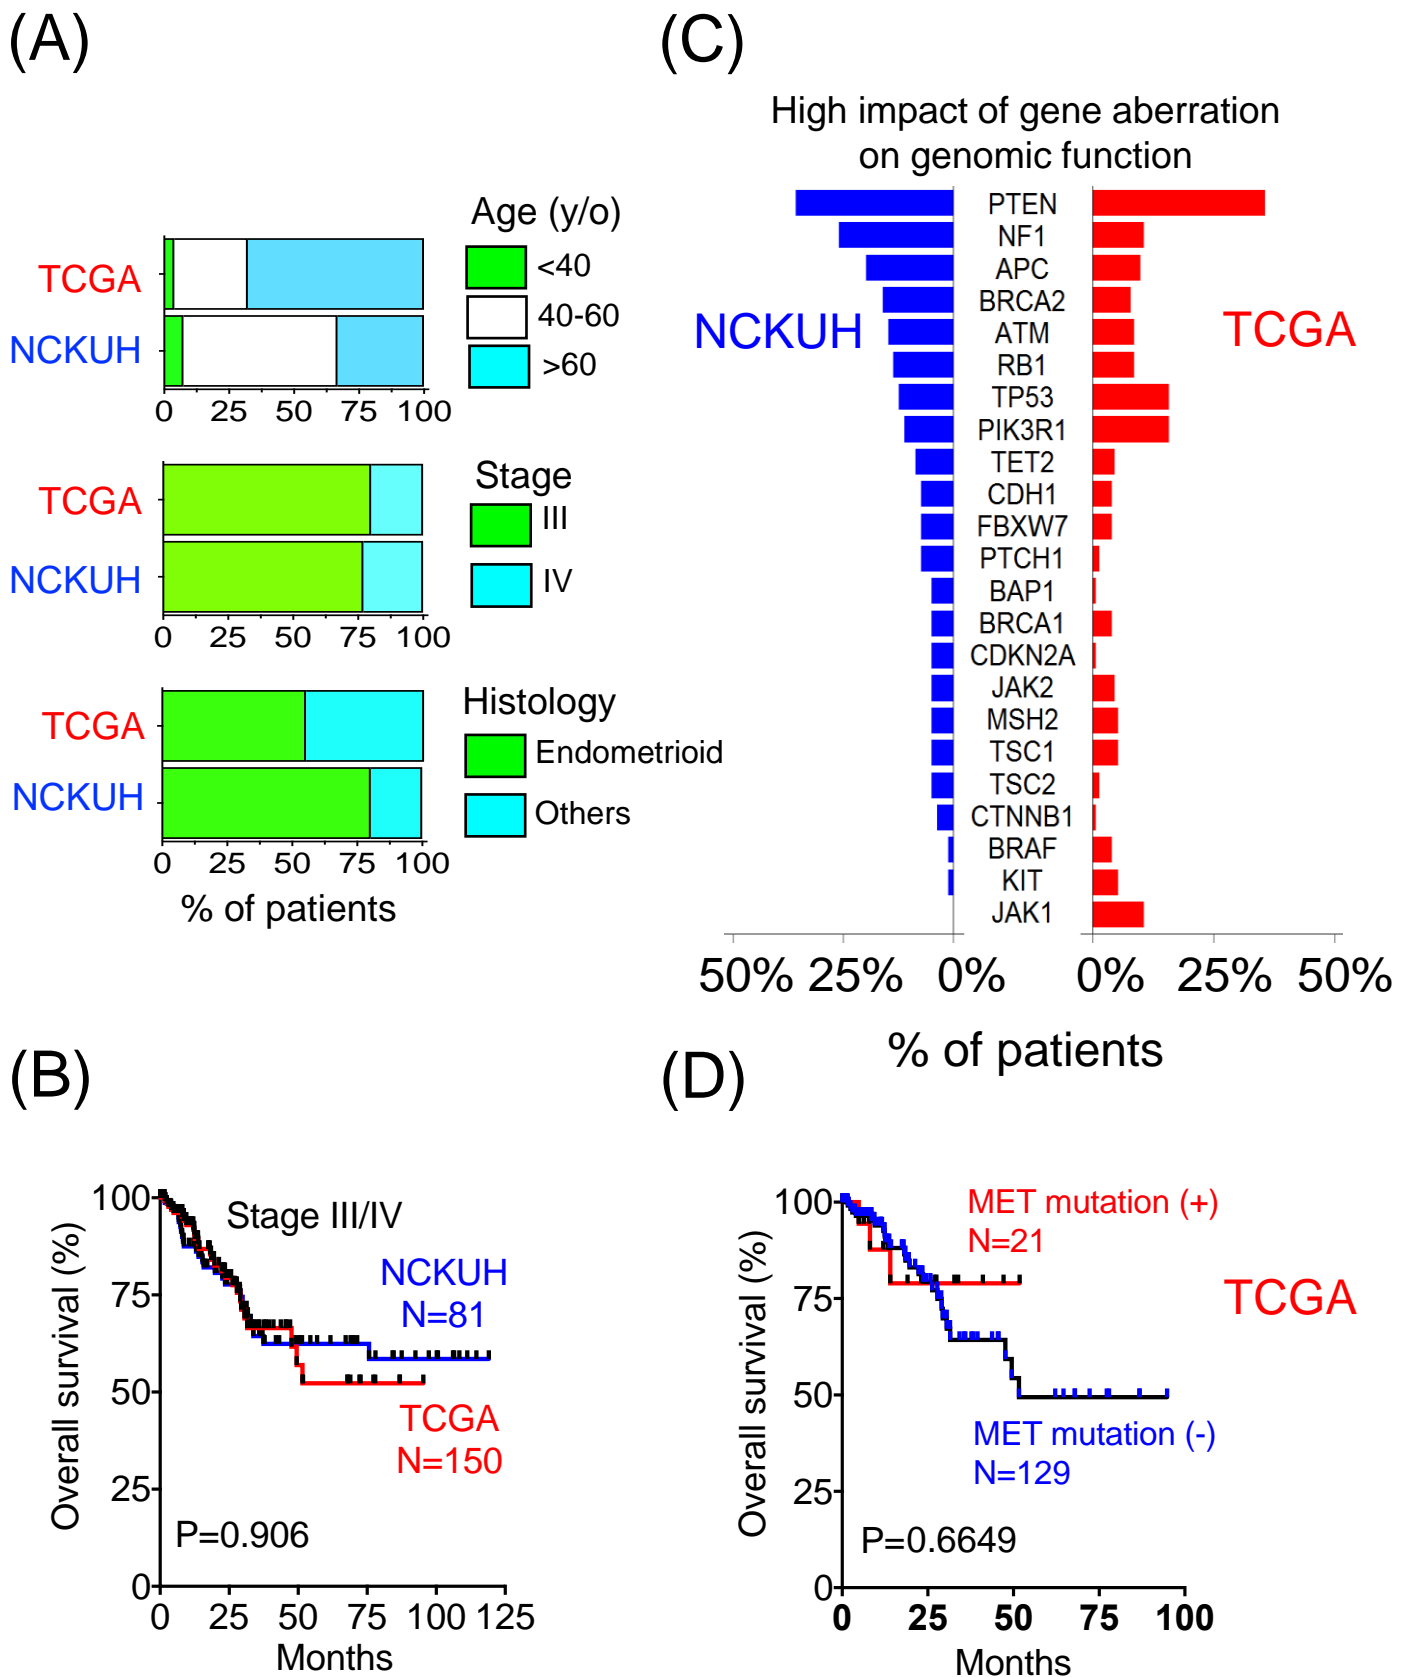 (A)
Age (y/o)
<40
40-60
>60
TCGA
NCKUH
0 25 50 75 100
Stage
III
IV
TCGA
NCKUH
0 25 50 75 100
Histology
Endometrioid
Others
TCGA
NCKUH
0 25 50 75 100
% of patients
(C)
High impact of gene aberration
on genomic function
NCKUH
TCGA
PTEN
NF1
APC
BRCA2
ATM
RB1
TP53
PIK3R1
TET2
CDH1
FBXW7
PTCH1
BAP1
BRCA1
CDKN2A
JAK2
MSH2
TSC1
TSC2
CTNNB1
BRAF
KIT
JAK1
50% 25% 0% 0% 25% 50%
% of patients
(B)
Overall survival (%)
100
75
50
25
0
Stage III/IV
NCKUH
N=81
TCGA
N=150
P=0.906
0 25 50 75 100 125
Months
(D)
Overall survival (%)
100
75
50
25
0
MET mutation (+)
N=21
TCGA
MET mutation (-)
N=129
P=0.6649
0 25 50 75 100
Months